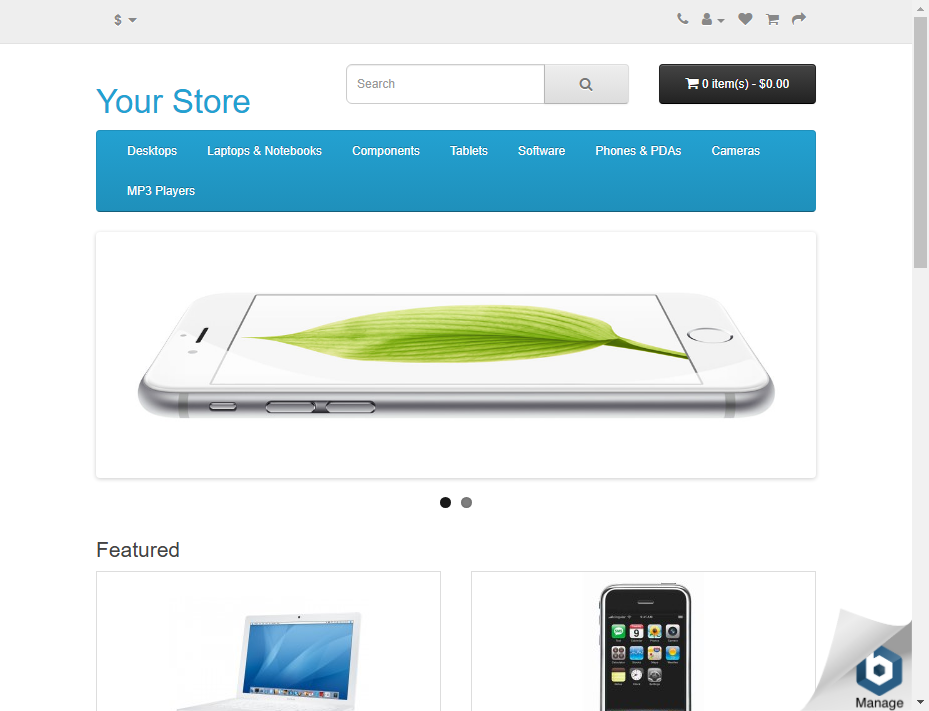 $
Your Store
Search
0 item(s) - $0.00
Desktops
Laptops & Notebooks
Components
Tablets
Software
Phones & PDAs
Cameras
MP3 Players
Featured
9
Manage